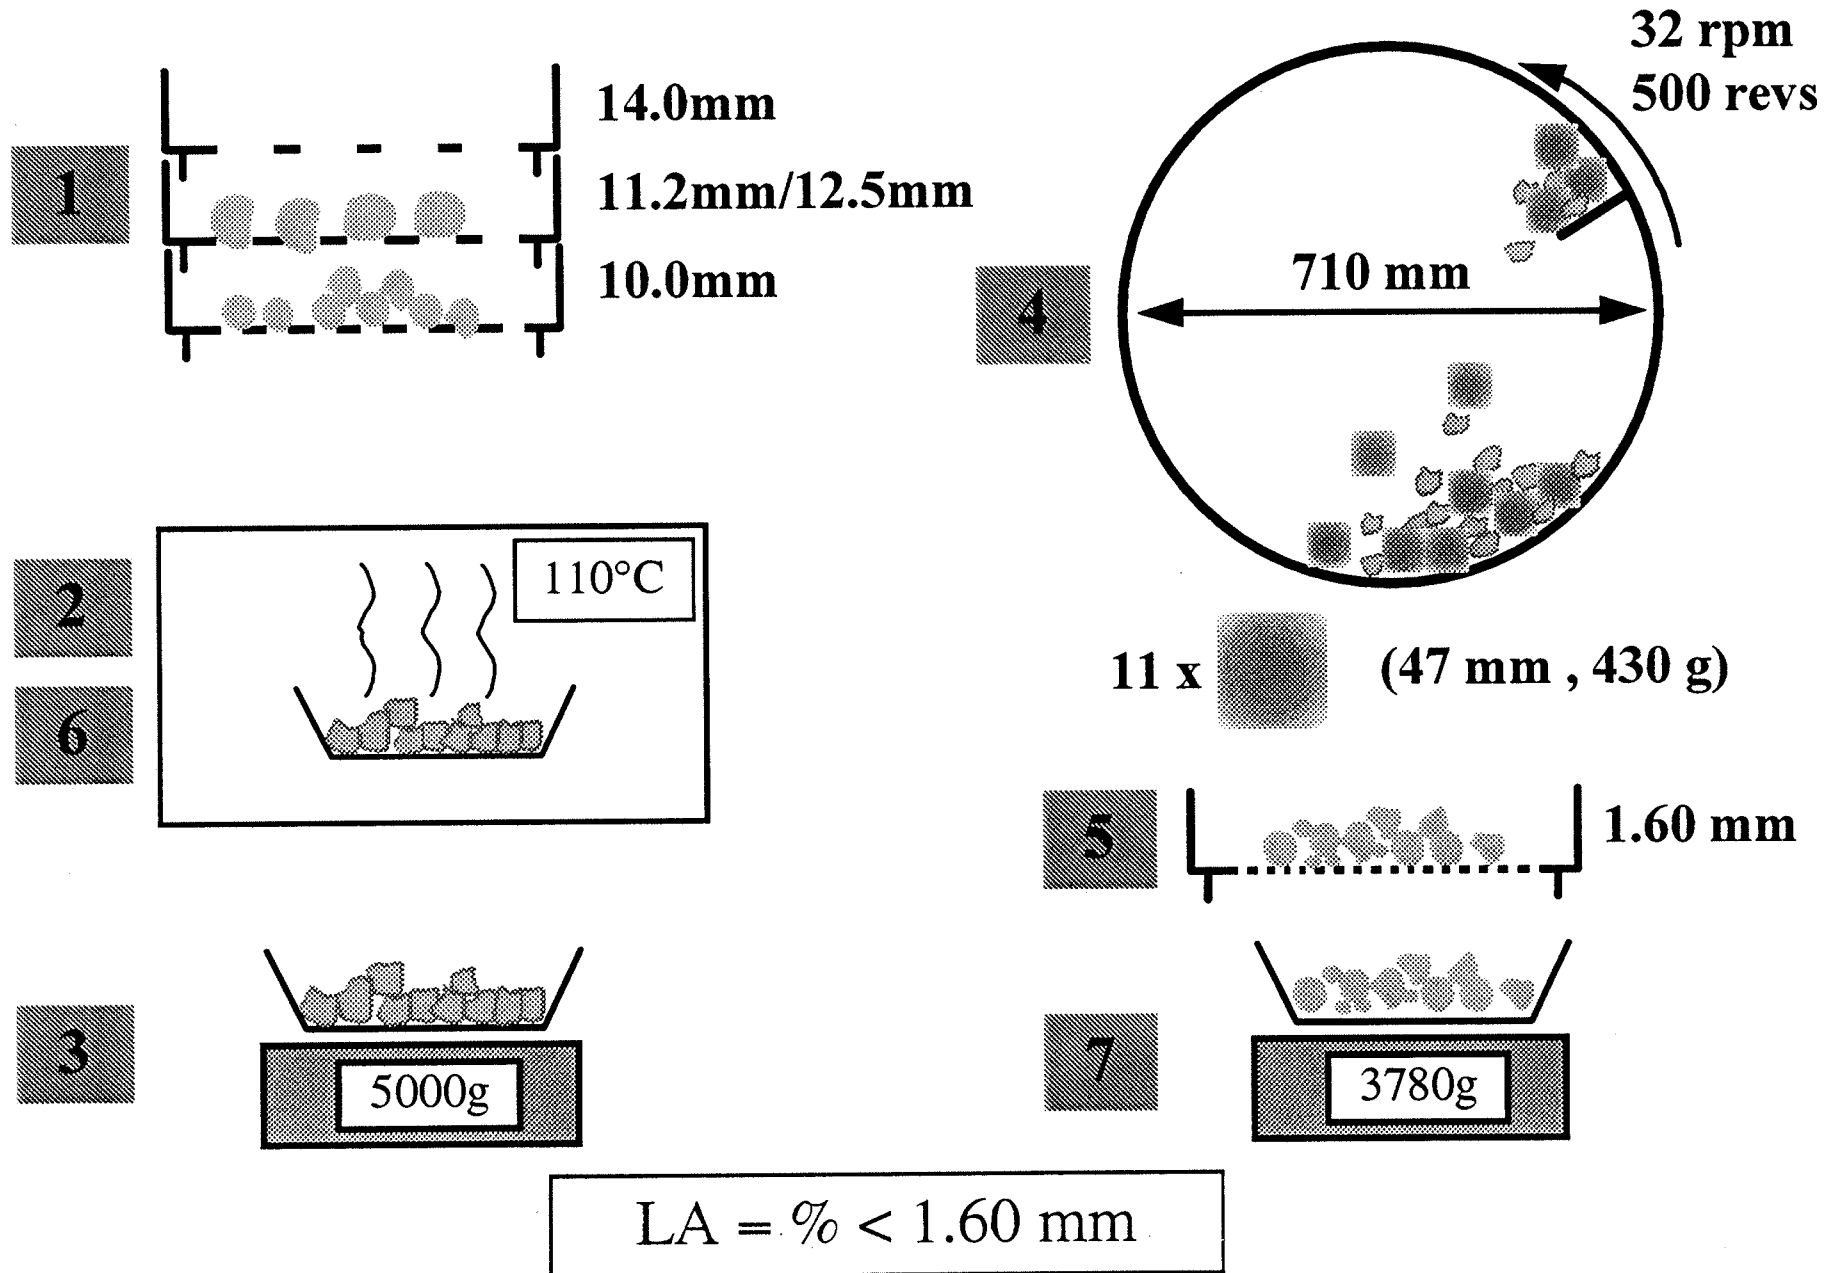 1
14.0mm
11.2mm/12.5mm
10.0mm
2
6
110°C
3
5000g
32 rpm
500 revs
4
710 mm
11 x (47 mm , 430 g)
5
1.60 mm
7
3780g
LA = % < 1.60 mm